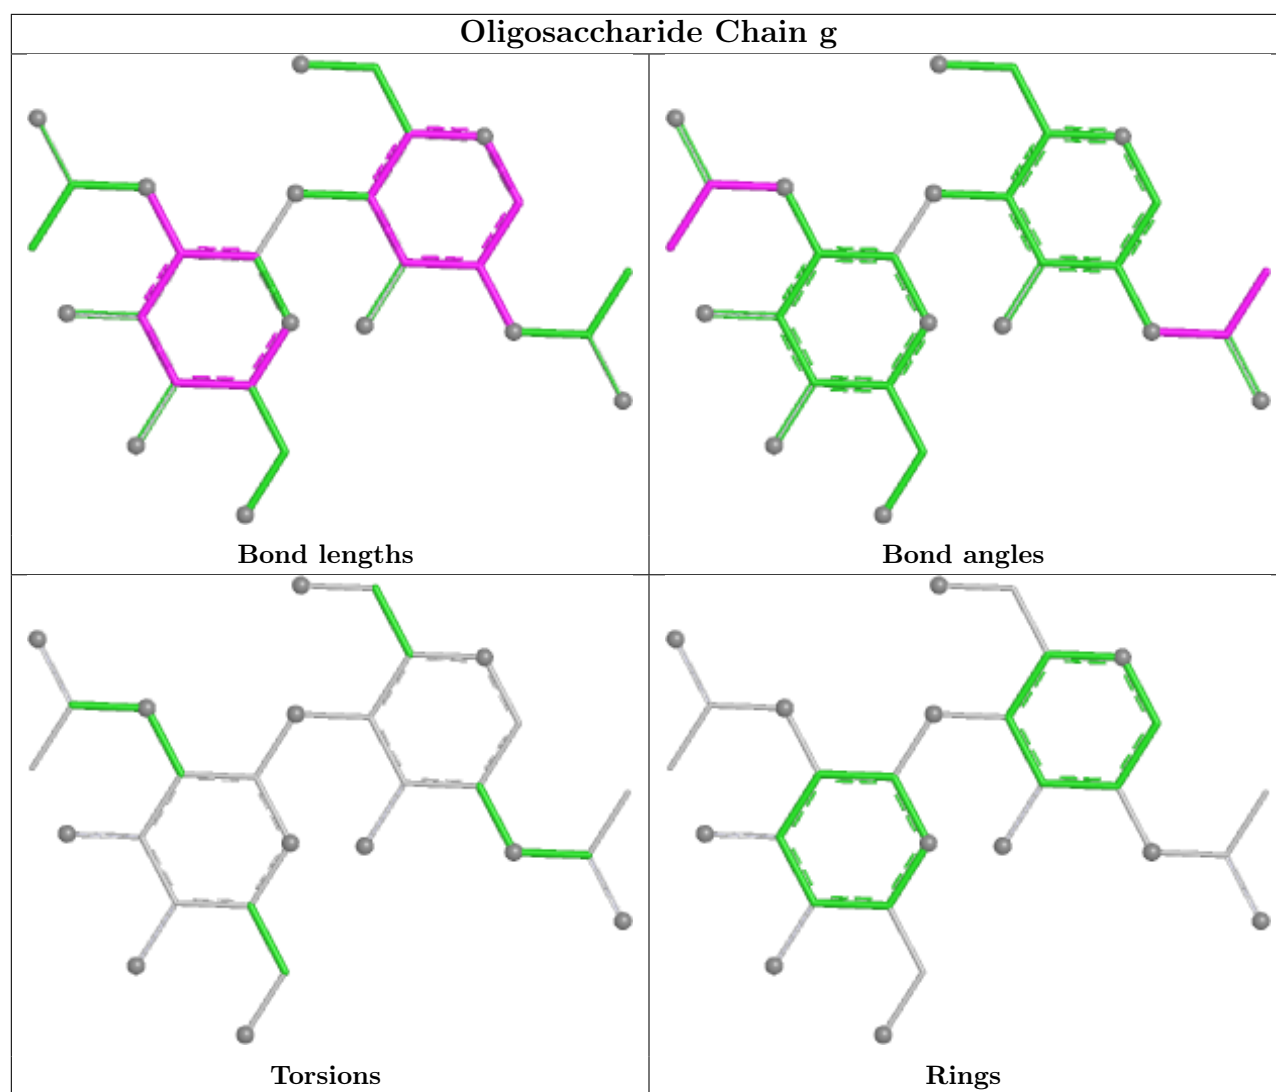 Oligosaccharide Chain g
Bond lengths
Bond angles
Torsions
Rings